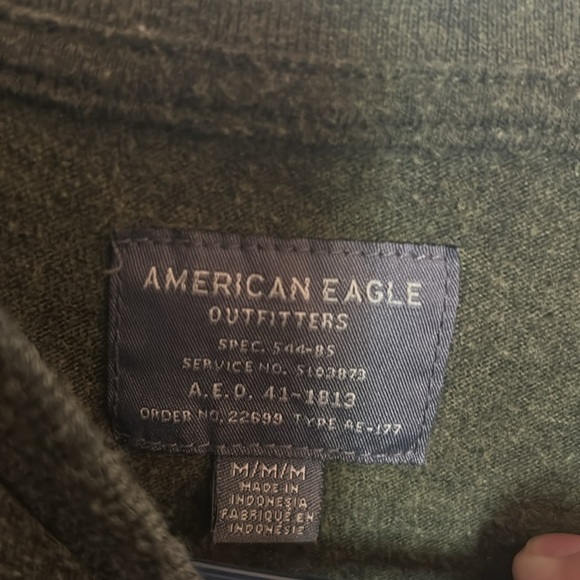 AMERICAN EAGLE
OUTFITTERS
SPEC. 544-85
SERVICE NO. 5103873
A.E.O. 41-1813
ORDER NO. 22699 TYPE AE-177
M/M/M
MADE IN
INDONESIA
FABRIQUÉ EN
INDONÉSIE